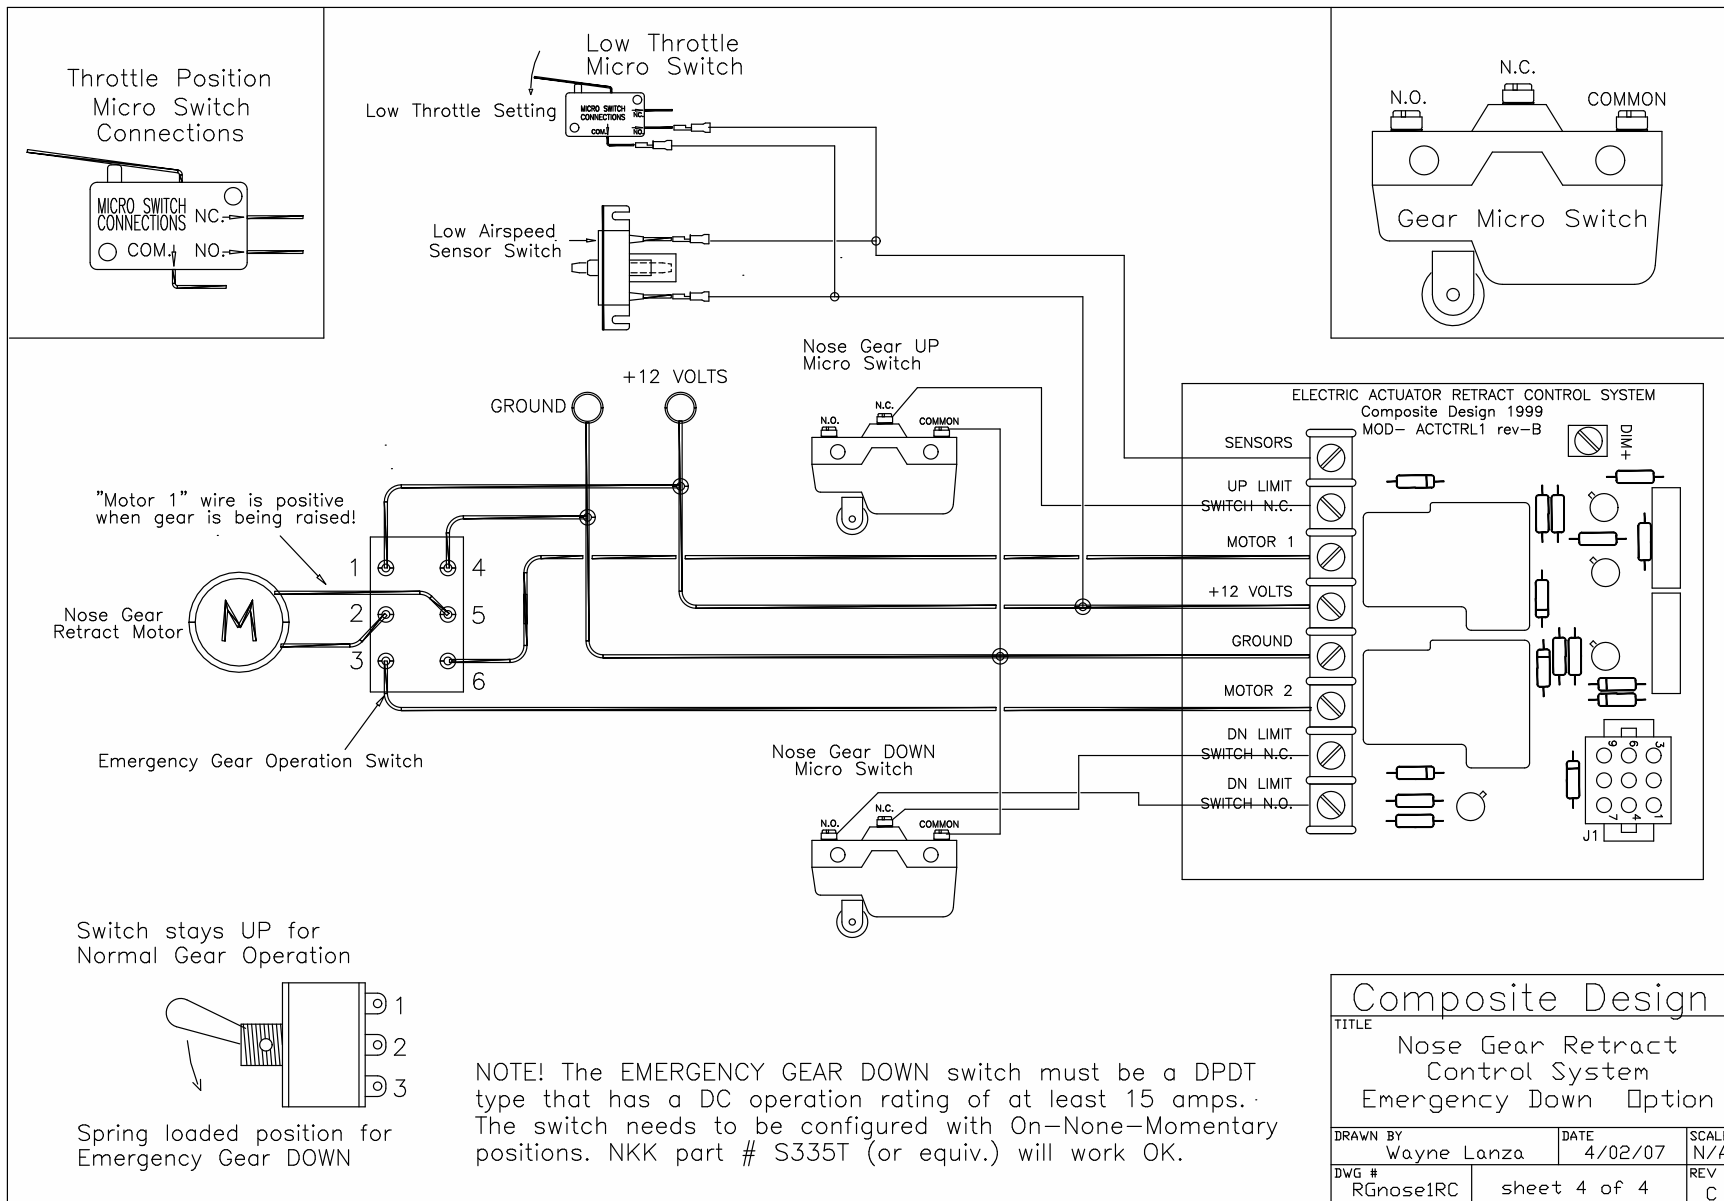 Throttle Position
Micro Switch
Connections
MICRO SWITCH
CONNECTIONS
NC.
COM.
NO.
Low Throttle
Micro Switch
Low Throttle Setting
MICRO SWITCH
CONNECTIONS
NC.
COM.
NO.
Low Airspeed
Sensor Switch
N.C.
N.O.
COMMON
Gear Micro Switch
Nose Gear UP
Micro Switch
N.C.
N.O.
COMMON
+12 VOLTS
GROUND
"Motor 1" wire is positive
when gear is being raised!
1
4
2
5
3
6
M
Nose Gear
Retract Motor
Emergency Gear Operation Switch
ELECTRIC ACTUATOR RETRACT CONTROL SYSTEM
Composite Design 1999
MOD- ACTCTRL1 rev-B
DIM+
SENSORS
UP LIMIT
SWITCH N.C.
MOTOR 1
+12 VOLTS
GROUND
MOTOR 2
DN LIMIT
SWITCH N.C.
DN LIMIT
SWITCH N.O.
9 6 3
7 4 1
J1
Nose Gear DOWN
Micro Switch
N.C.
N.O.
COMMON
Switch stays UP for
Normal Gear Operation
1
2
3
Spring loaded position for
Emergency Gear DOWN
NOTE! The EMERGENCY GEAR DOWN switch must be a DPDT
type that has a DC operation rating of at least 15 amps.
The switch needs to be configured with On-None-Momentary
positions. NKK part # S335T (or equiv.) will work OK.
Composite Design
TITLE
Nose Gear Retract
Control System
Emergency Down Option
DRAWN BY
Wayne Lanza
DATE
4/02/07
SCALE
N/A
DWG #
RGnose1RC
sheet 4 of 4
REV
C